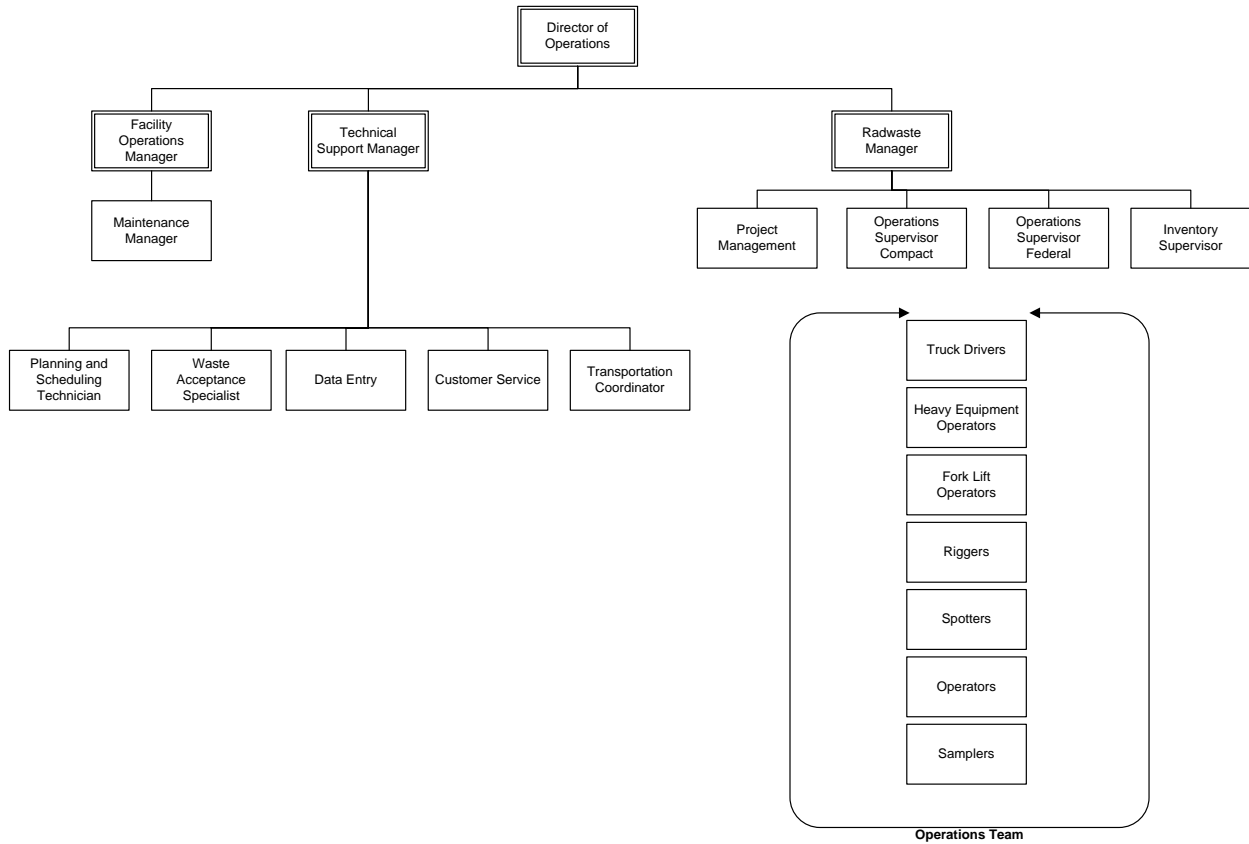 Director of
Operations
Facility
Operations
Manager
Technical
Support Manager
Radwaste
Manager
Maintenance
Manager
Project
Management
Operations
Supervisor
Compact
Operations
Supervisor
Federal
Inventory
Supervisor
Planning and
Scheduling
Technician
Waste
Acceptance
Specialist
Data Entry
Customer Service
Transportation
Coordinator
Truck Drivers
Heavy Equipment
Operators
Fork Lift
Operators
Riggers
Spotters
Operators
Samplers
Operations Team